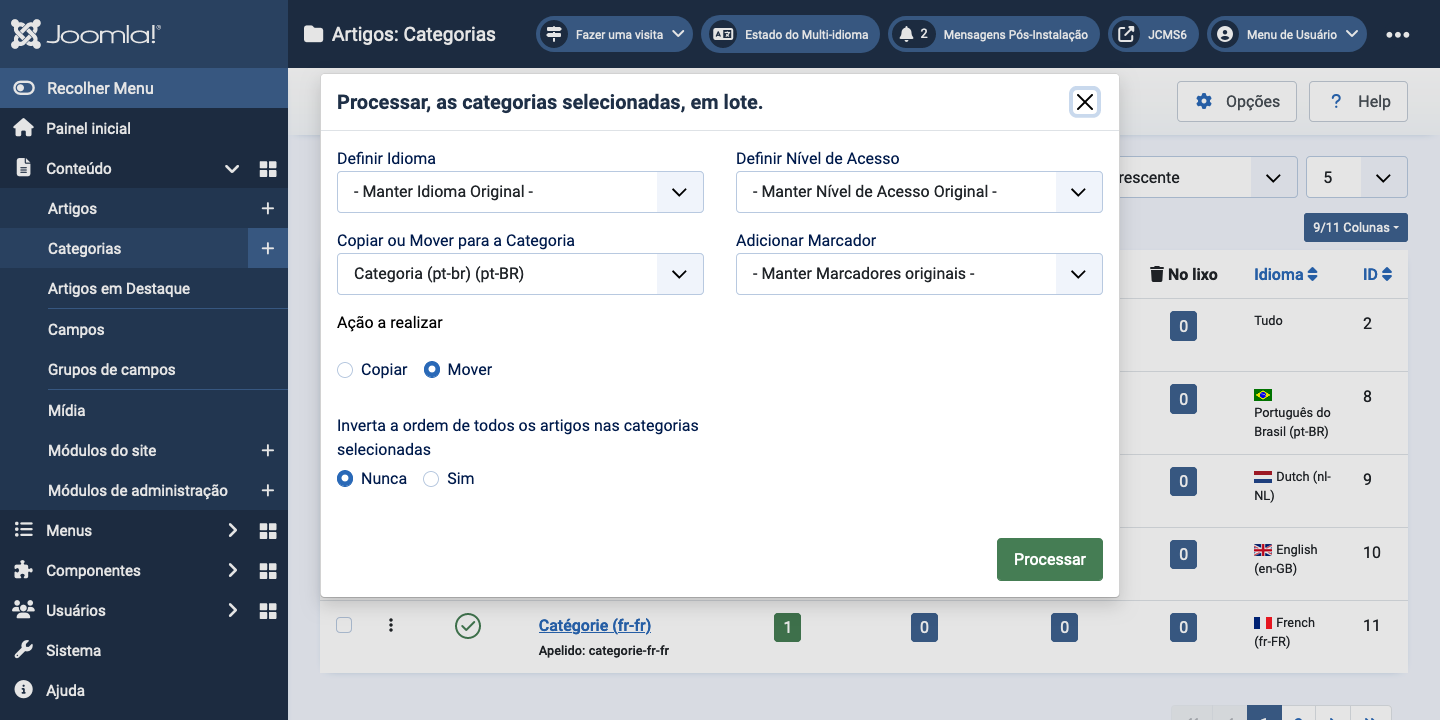 Joomla!
Recolher Menu
Painel inicial
Conteúdo
Artigos
Categorias
Artigos em Destaque
Campos
Grupos de campos
Mídia
Módulos do site
Módulos de administração
Menus
Componentes
Usuários
Sistema
Ajuda
Artigos: Categorias
Fazer uma visita
Estado do Multi-idioma
2 Mensagens Pós-Instalação
JCMS6
Menu de Usuário
Opções
? Help
rescente
5
9/11 Colunas
No lixo Idioma ID
0 Tudo 2
0 Português do Brasil (pt-BR) 8
0 Dutch (nl-
NL) 9
0 English
(en-GB) 10
Processar, as categorias selecionadas, em lote.
Definir Idioma
- Manter Idioma Original -
Definir Nível de Acesso
- Manter Nível de Acesso Original -
Copiar ou Mover para a Categoria
Categoria (pt-br) (pt-BR)
Adicionar Marcador
- Manter Marcadores originais -
Ação a realizar
Copiar Mover
Inverta a ordem de todos os artigos nas categorias
selecionadas
Nunca Sim
Processar
Catégorie (fr-fr) 1 0 0 0 French
(fr-FR) 11
Apelido: categorie-fr-fr